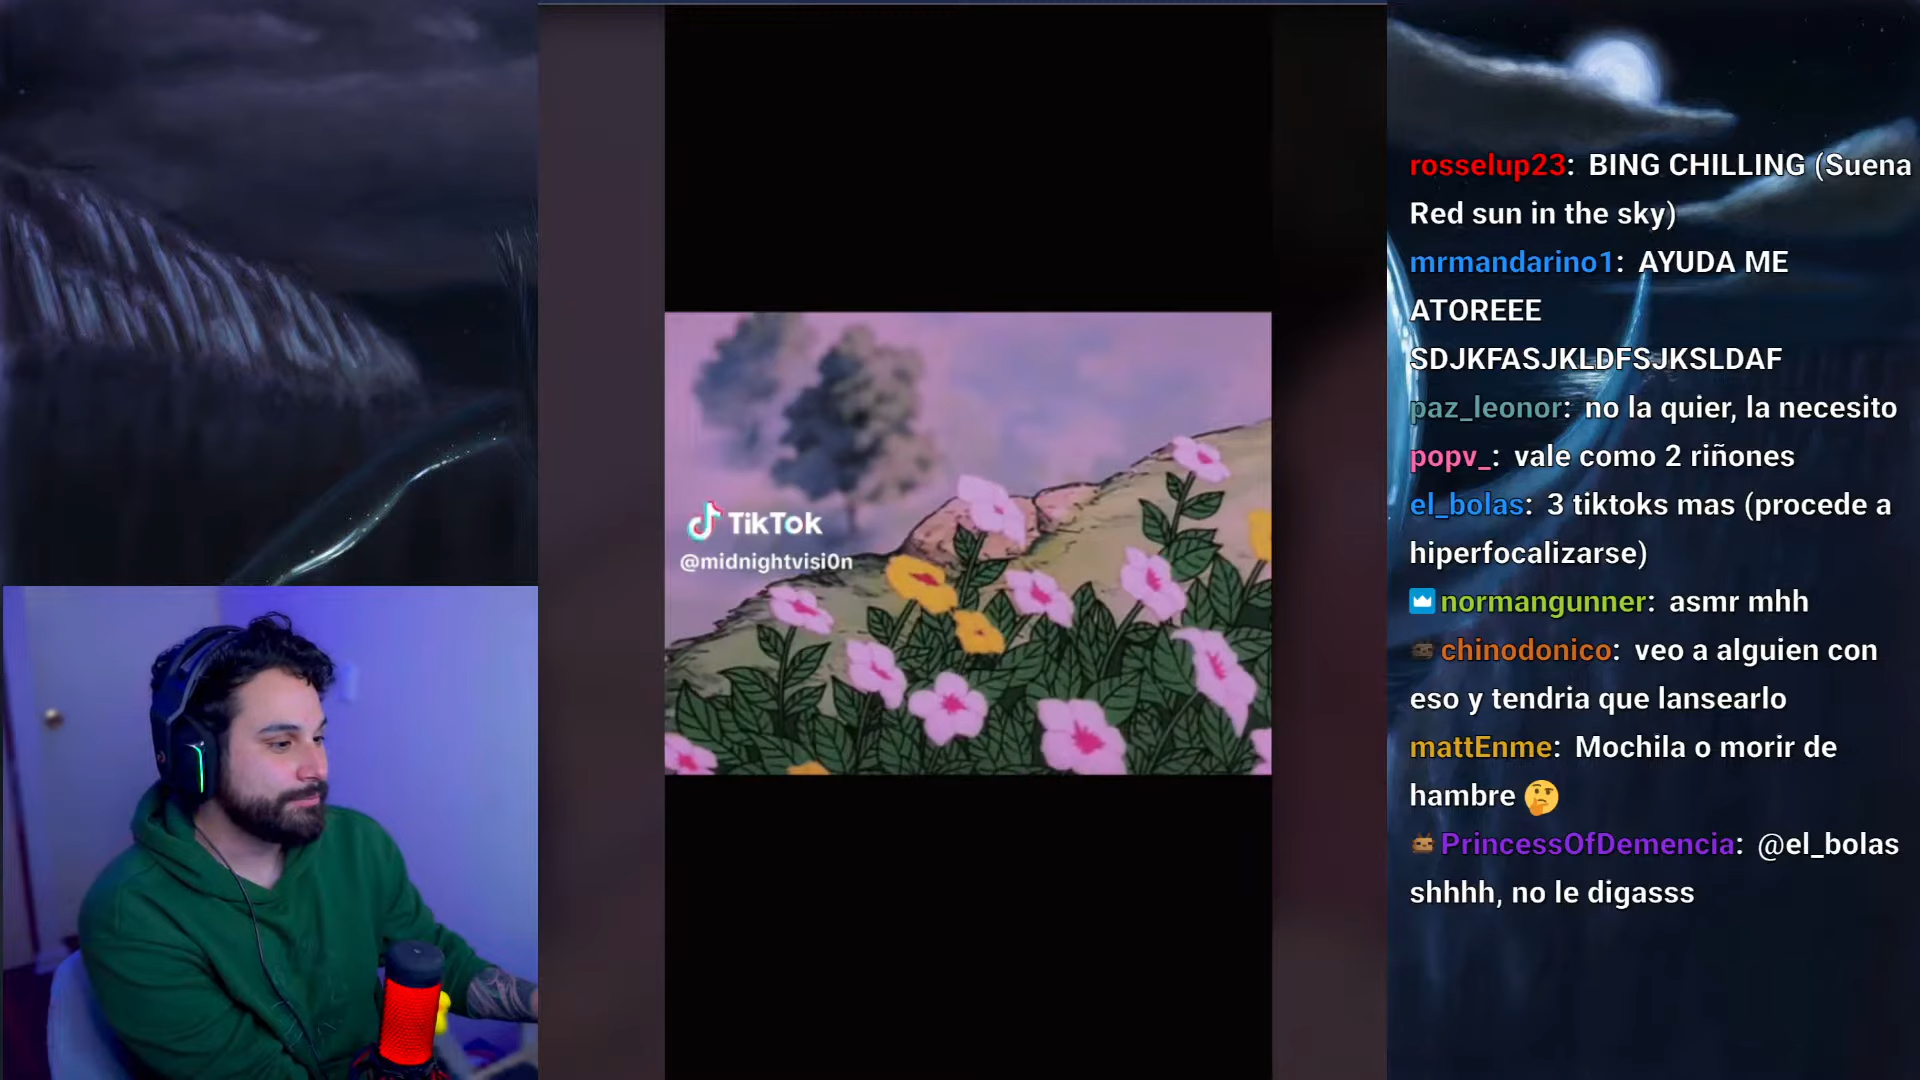 TikTok
@midnightvisi0n
rosselup23: BING CHILLING (Suena
Red sun in the sky)
mrmandarino1: AYUDA ME
ATOREEE
SDJKFASJKLDFSJKSLDAF
paz_leonor: no la quier, la necesito
popv_: vale como 2 riñones
el_bolas: 3 tiktoks mas (procede a
hiperfocalizarse)
normangunner: asmr mhh
chinodonico: veo a alguien con
eso y tendria que lansearlo
mattEnme: Mochila o morir de
hambre 🤔
PrincessOfDemencia: @el_bolas
shhhh, no le digasss